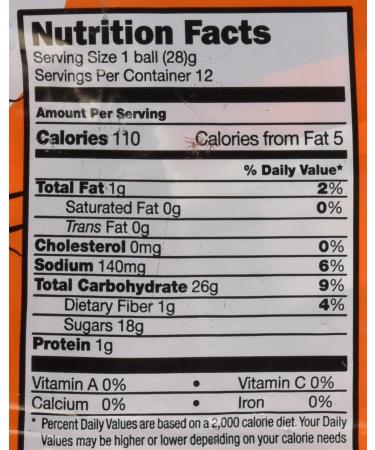 Nutrition Facts
Serving Size 1 ball (28)g
Servings Per Container 12
Amount Per Serving
Calories 110 Calories from Fat 5
% Daily Value*
Total Fat 1g 2%
Saturated Fat 0g 0%
Trans Fat 0g
Cholesterol 0mg 0%
Sodium 140mg 6%
Total Carbohydrate 26g 9%
Dietary Fiber 1g 4%
Sugars 18g
Protein 1g
Vitamin A 0% • Vitamin C 0%
Calcium 0% • Iron 0%
* Percent Daily Values are based on a 2,000 calorie diet. Your Daily
Values may be higher or lower depending on your calorie needs